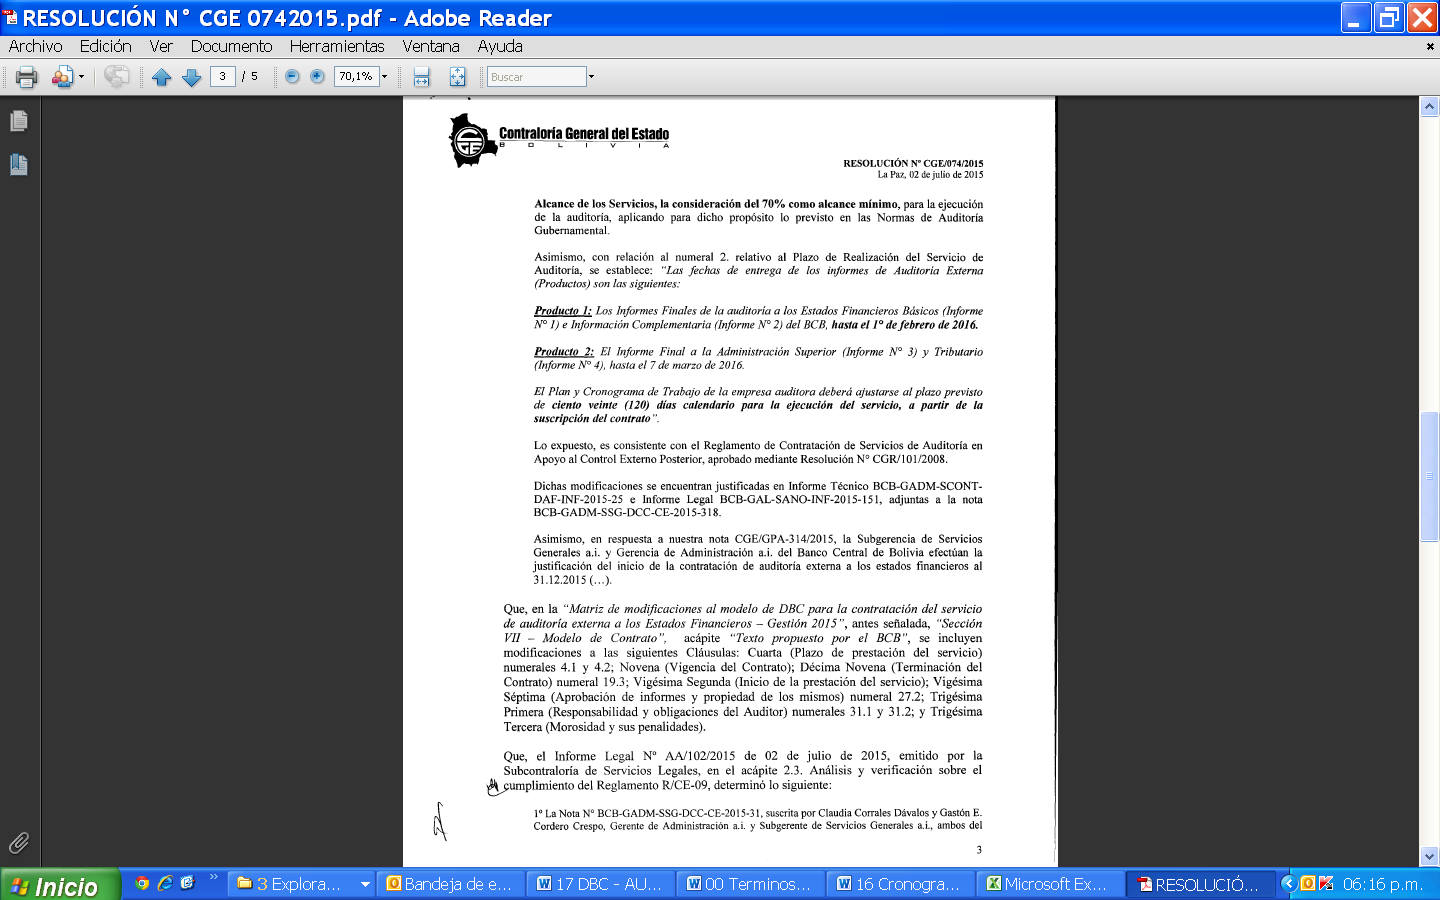 RESOLUCIÓN N° CGE 0742015.pdf - Adobe Reader
Archivo Edición Ver Documento Herramientas Ventana Ayuda
3 / 5 70,1% Buscar
Contraloría General del Estado
BOLIVIA
RESOLUCIÓN Nº CGE/074/2015
La Paz, 02 de julio de 2015
Alcance de los Servicios, la consideración del 70% como alcance mínimo, para la ejecución
de la auditoría, aplicando para dicho propósito lo previsto en las Normas de Auditoría
Gubernamental.
Asimismo, con relación al numeral 2. relativo al Plazo de Realización del Servicio de
Auditoría, se establece: "Las fechas de entrega de los informes de Auditoría Externa
(Productos) son las siguientes:
Producto 1: Los Informes Finales de la auditoría a los Estados Financieros Básicos (Informe
Nº 1) e Información Complementaria (Informe Nº 2) del BCB, hasta el 1º de febrero de 2016.
Producto 2: El Informe Final a la Administración Superior (Informe Nº 3) y Tributario
(Informe Nº 4), hasta el 7 de marzo de 2016.
El Plan y Cronograma de Trabajo de la empresa auditora deberá ajustarse al plazo previsto
de ciento veinte (120) días calendario para la ejecución del servicio, a partir de la
suscripción del contrato".
Lo expuesto, es consistente con el Reglamento de Contratación de Servicios de Auditoría en
Apoyo al Control Externo Posterior, aprobado mediante Resolución Nº CGR/101/2008.
Dichas modificaciones se encuentran justificadas en Informe Técnico BCB-GADM-SCONT-
DAF-INF-2015-25 e Informe Legal BCB-GAL-SANO-INF-2015-151, adjuntas a la nota
BCB-GADM-SSG-DCC-CE-2015-318.
Asimismo, en respuesta a nuestra nota CGE/GPA-314/2015, la Subgerencia de Servicios
Generales a.i. y Gerencia de Administración a.i. del Banco Central de Bolivia efectúan la
justificación del inicio de la contratación de auditoría externa a los estados financieros al
31.12.2015 (…).
Que, en la "Matriz de modificaciones al modelo de DBC para la contratación del servicio
de auditoría externa a los Estados Financieros – Gestión 2015", antes señalada, "Sección
VII – Modelo de Contrato", acápite "Texto propuesto por el BCB", se incluyen
modificaciones a las siguientes Cláusulas: Cuarta (Plazo de prestación del servicio)
numerales 4.1 y 4.2; Novena (Vigencia del Contrato); Décima Novena (Terminación del
Contrato) numeral 19.3; Vigésima Segunda (Inicio de la prestación del servicio); Vigésima
Séptima (Aprobación de informes y propiedad de los mismos) numeral 27.2; Trigésima
Primera (Responsabilidad y obligaciones del Auditor) numerales 31.1 y 31.2; y Trigésima
Tercera (Morosidad y sus penalidades).
Que, el Informe Legal Nº AA/102/2015 de 02 de julio de 2015, emitido por la
Subcontraloría de Servicios Legales, en el acápite 2.3. Análisis y verificación sobre el
cumplimiento del Reglamento R/CE-09, determinó lo siguiente:
1º La Nota Nº BCB-GADM-SSG-DCC-CE-2015-31, suscrita por Claudia Corrales Dávalos y Gastón E.
Cordero Crespo, Gerente de Administración a.i. y Subgerente de Servicios Generales a.i., ambos del
3
Inicio 3 Explora... Bandeja de e... 17 DBC - AU... 00 Terminos... 16 Cronogra... Microsoft Ex... RESOLUCIÓ... 06:16 p.m.